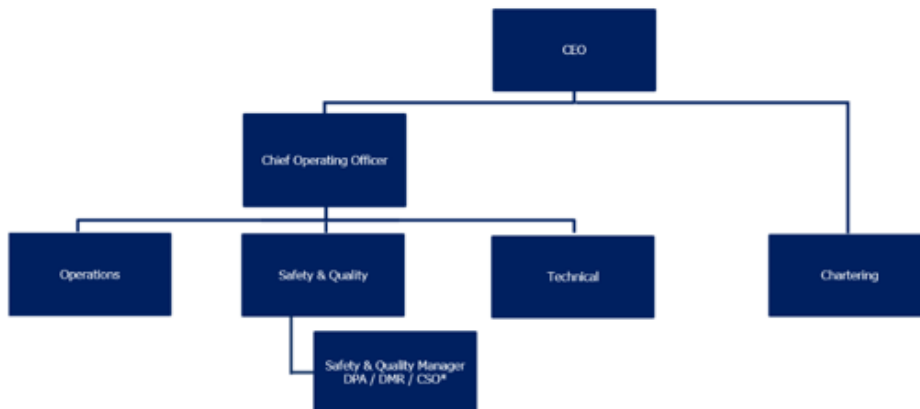 CEO
Chief Operating Officer
Operations
Safety & Quality
Technical
Chartering
Safety & Quality Manager
DPA / DMR / CSO*